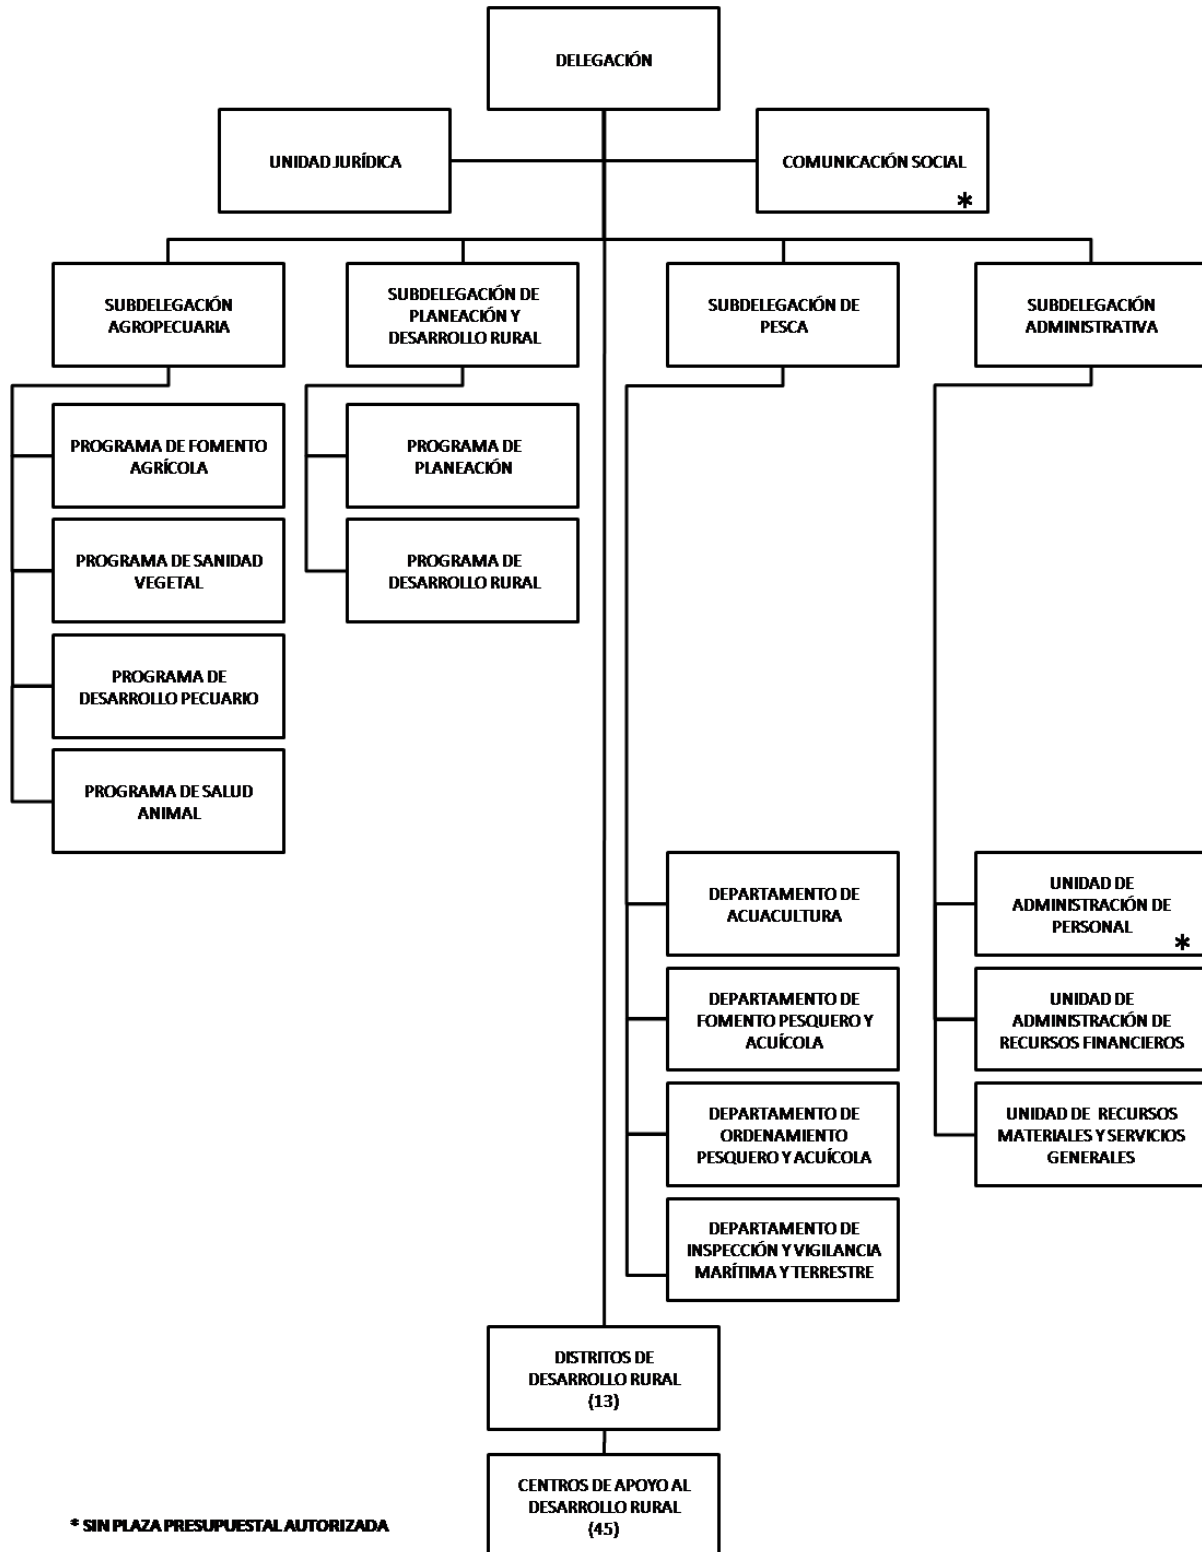 DELEGACIÓN
UNIDAD JURÍDICA
COMUNICACIÓN SOCIAL
*
SUBDELEGACIÓN
AGROPECUARIA
SUBDELEGACIÓN DE
PLANEACIÓN Y
DESARROLLO RURAL
SUBDELEGACIÓN DE
PESCA
SUBDELEGACIÓN
ADMINISTRATIVA
PROGRAMA DE FOMENTO
AGRÍCOLA
PROGRAMA DE
PLANEACIÓN
PROGRAMA DE SANIDAD
VEGETAL
PROGRAMA DE
DESARROLLO RURAL
PROGRAMA DE
DESARROLLO PECUARIO
PROGRAMA DE SALUD
ANIMAL
DEPARTAMENTO DE
ACUACULTURA
UNIDAD DE
ADMINISTRACIÓN DE
PERSONAL
*
DEPARTAMENTO DE
FOMENTO PESQUERO Y
ACUÍCOLA
UNIDAD DE
ADMINISTRACIÓN DE
RECURSOS FINANCIEROS
DEPARTAMENTO DE
ORDENAMIENTO
PESQUERO Y ACUÍCOLA
UNIDAD DE RECURSOS
MATERIALES Y SERVICIOS
GENERALES
DEPARTAMENTO DE
INSPECCIÓN Y VIGILANCIA
MARÍTIMA Y TERRESTRE
DISTRITOS DE
DESARROLLO RURAL
(13)
CENTROS DE APOYO AL
DESARROLLO RURAL
(45)
* SIN PLAZA PRESUPUESTAL AUTORIZADA